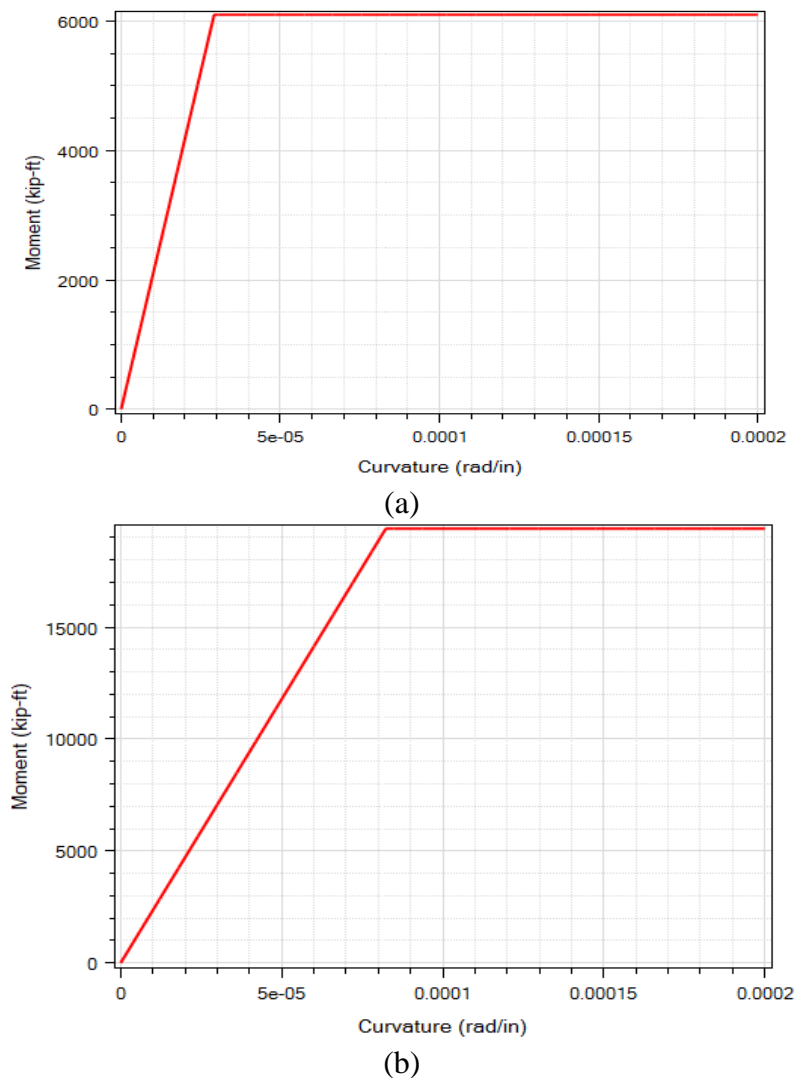 6000
4000
2000
0
Moment (kip-ft)
0 5e-05 0.0001 0.00015 0.0002
Curvature (rad/in)
(a)
15000
10000
5000
0
Moment (kip-ft)
0 5e-05 0.0001 0.00015 0.0002
Curvature (rad/in)
(b)